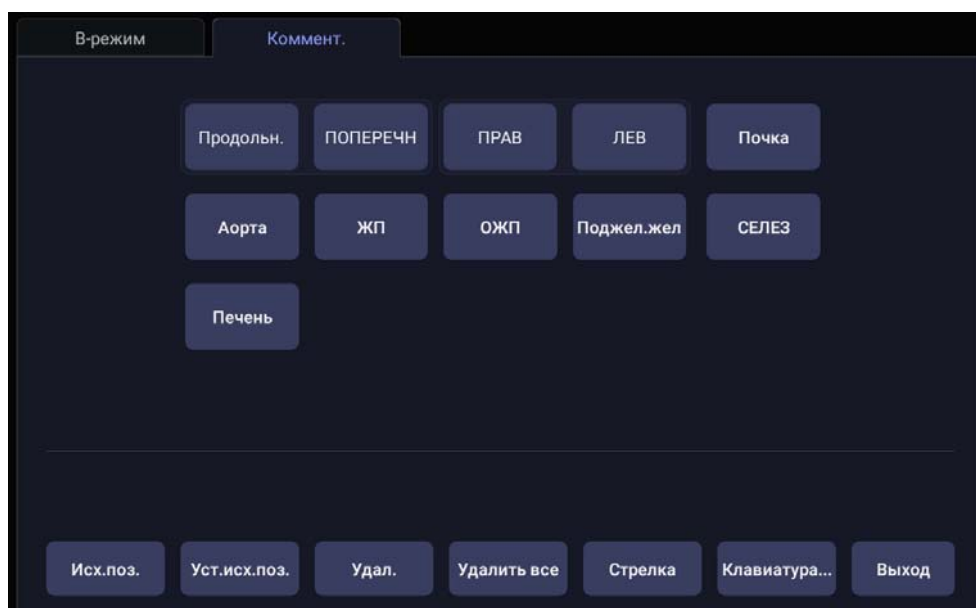 В-режим Коммент.
Продольн. ПОПЕРЕЧН ПРАВ ЛЕВ Почка
Аорта ЖП ОЖП Поджел.жел СЕЛЕЗ
Печень
Исх.поз. Уст.исх.поз. Удал. Удалить все Стрелка Клавиатура... Выход